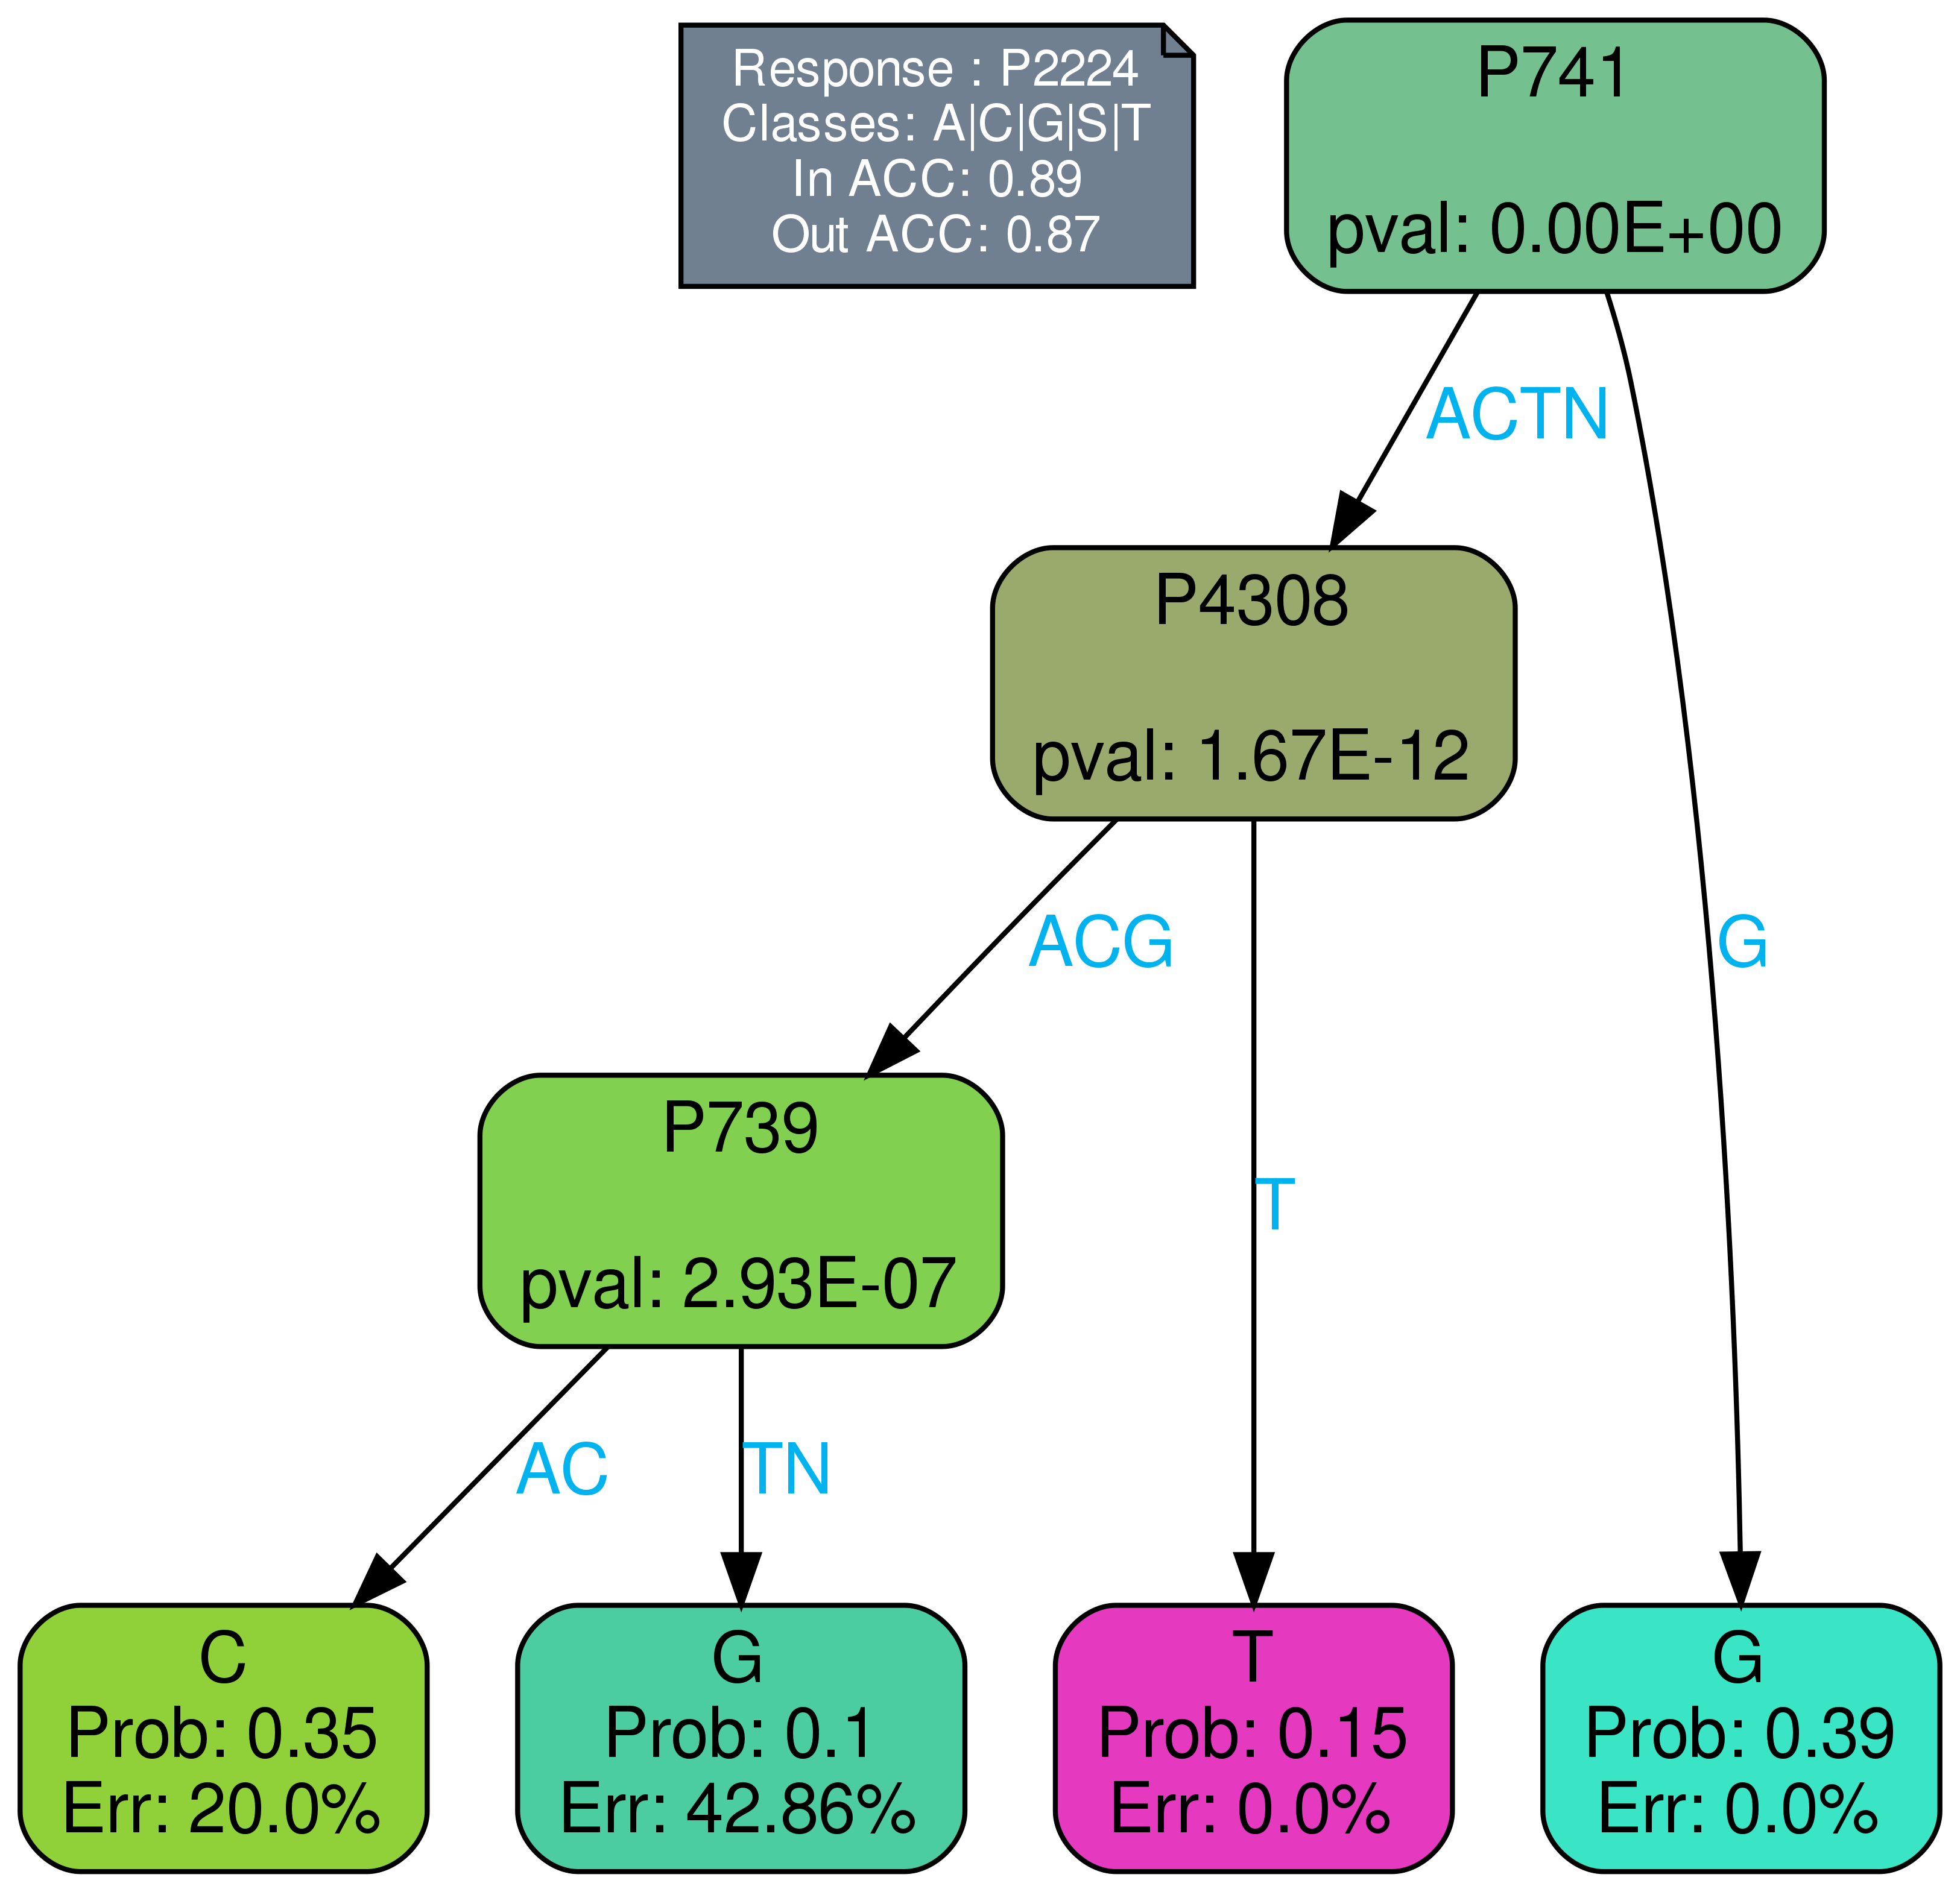 Response : P2224
Classes: A|C|G|S|T
In ACC: 0.89
Out ACC: 0.87
P741
pval: 0.00E+00
ACTN
P4308
pval: 1.67E-12
ACG
G
P739
pval: 2.93E-07
T
AC
TN
C
Prob: 0.35
Err: 20.0%
G
Prob: 0.1
Err: 42.86%
T
Prob: 0.15
Err: 0.0%
G
Prob: 0.39
Err: 0.0%